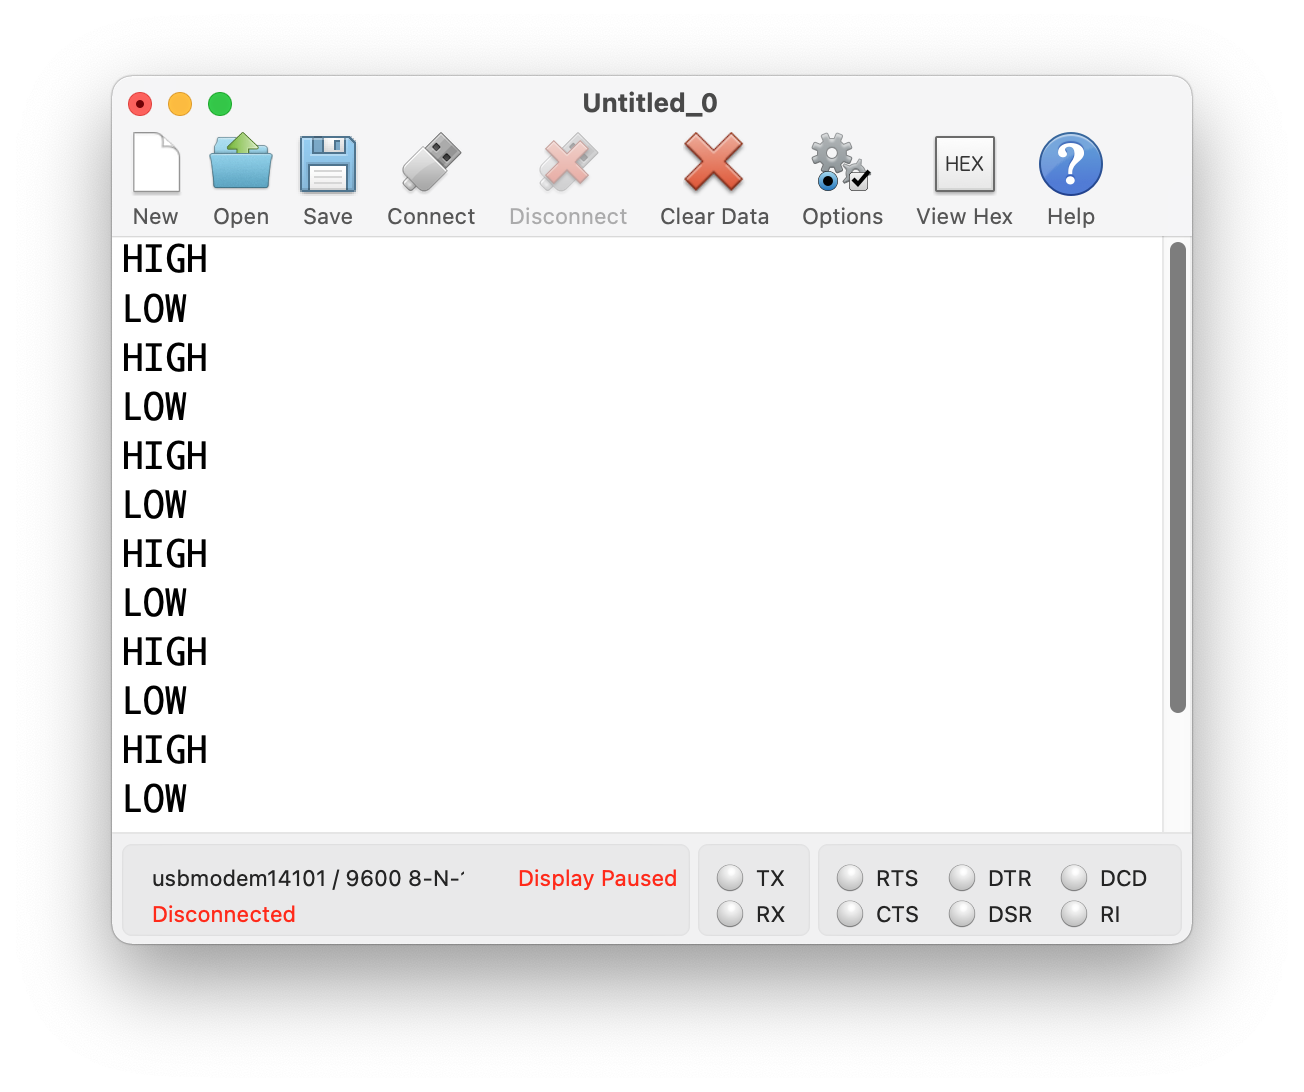 Untitled_0
New Open Save Connect Disconnect Clear Data Options HEX View Hex Help
HIGH
LOW
HIGH
LOW
HIGH
LOW
HIGH
LOW
HIGH
LOW
HIGH
LOW
usbmodem14101 / 9600 8-N- Display Paused
Disconnected
TX
RX
RTS DTR DCD
CTS DSR RI